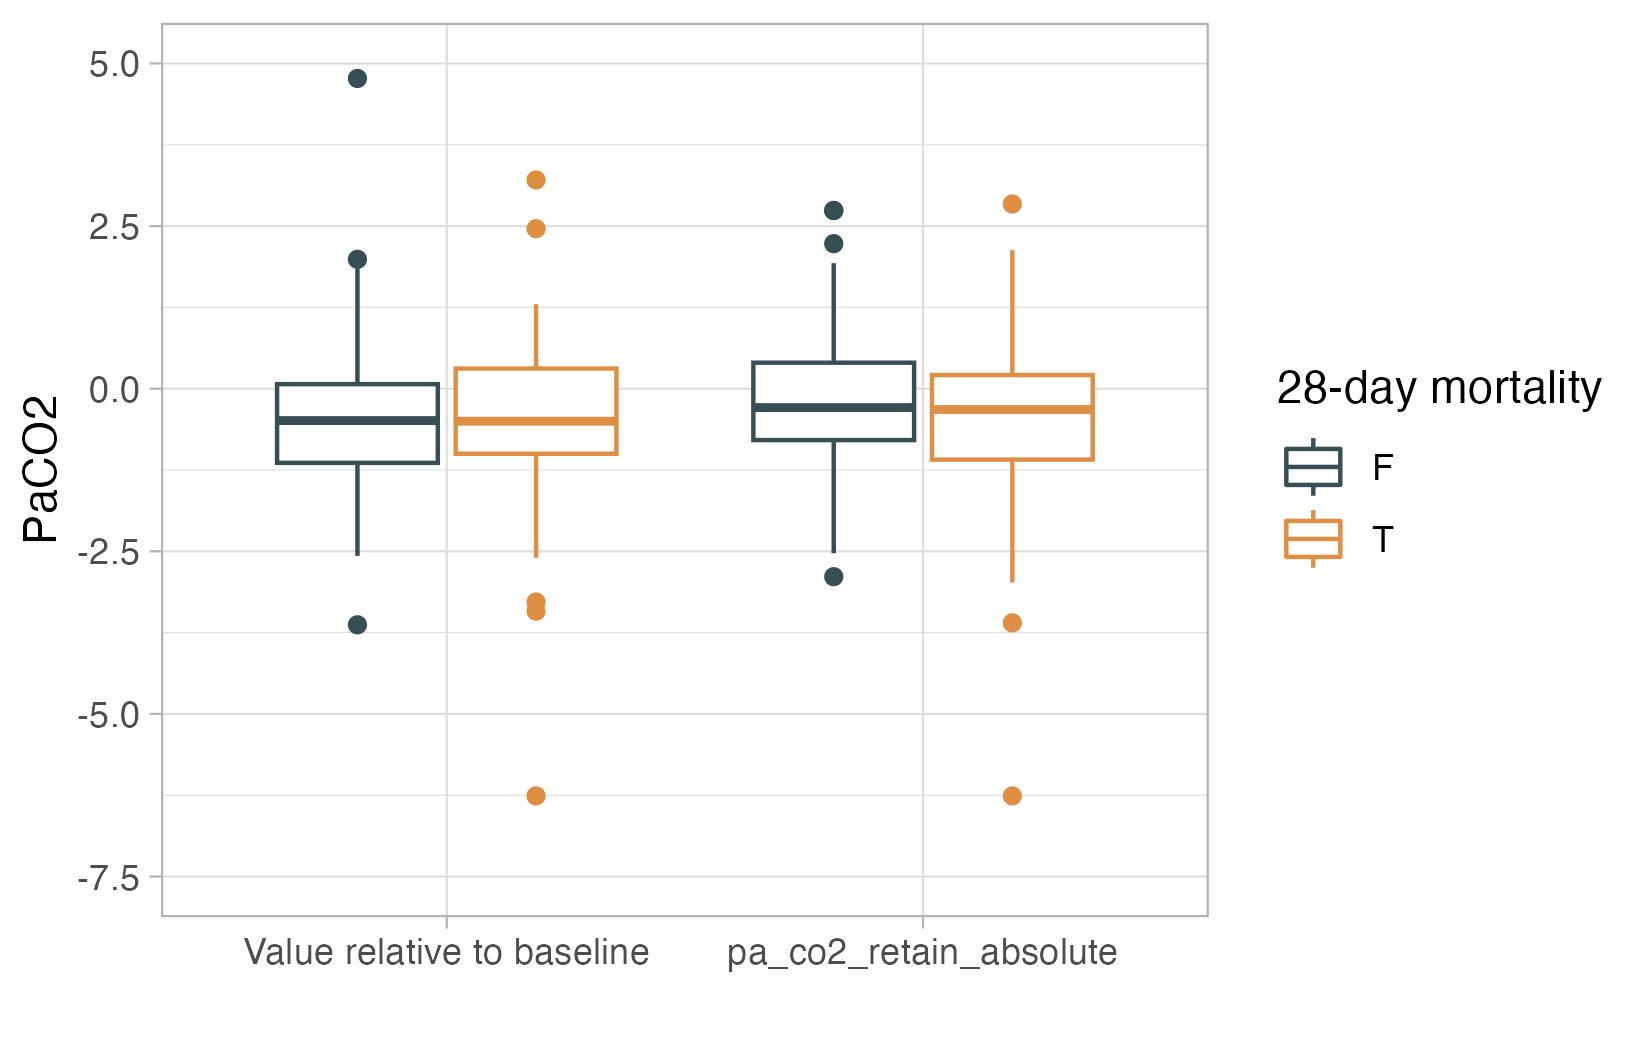 5.0
2.5
0.0
-2.5
-5.0
-7.5
PaCO2
Value relative to baseline
pa_co2_retain_absolute
28-day mortality
F
T